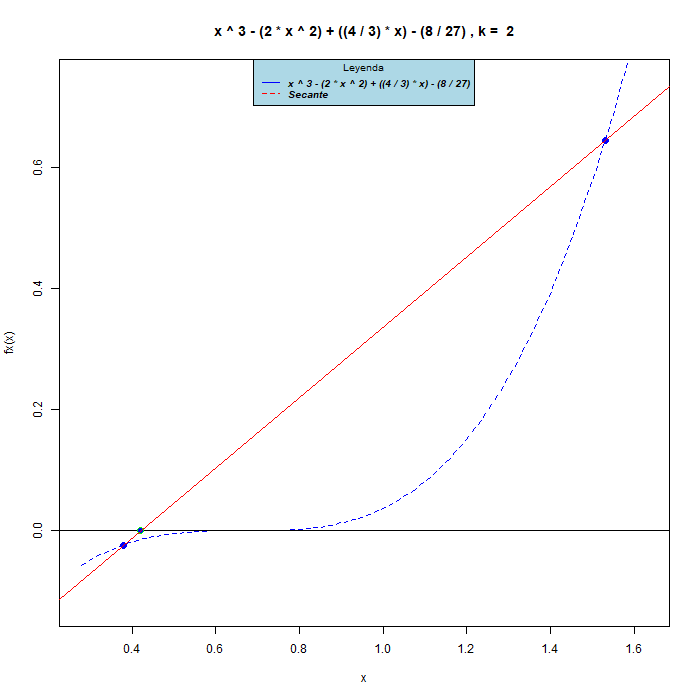 x ^ 3 - (2 * x ^ 2) + ((4 / 3) * x) - (8 / 27) , k = 2
Leyenda
x ^ 3 - (2 * x ^ 2) + ((4 / 3) * x) - (8 / 27)
Secante
0.6
0.4
0.2
0.0
fx(x)
0.4 0.6 0.8 1.0 1.2 1.4 1.6
x